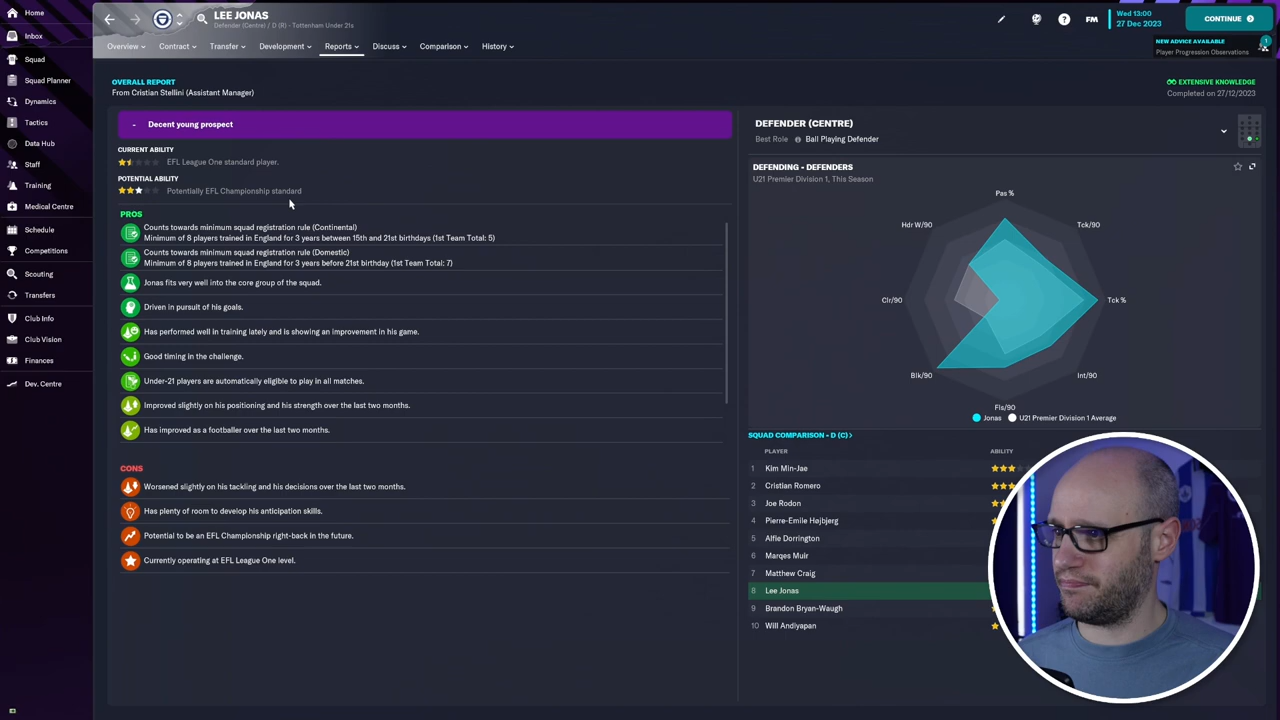 Home
Inbox
Squad
Squad Planner
Dynamics
Tactics
Data Hub
Staff
Training
Medical Centre
Schedule
Competitions
Scouting
Transfers
Club Info
Club Vision
Finances
Dev. Centre
LEE JONAS
Defender (Centre) / D (R) - Tottenham Under 21s
FM
Wed 13:00
27 Dec 2023
CONTINUE
Overview
Contract
Transfer
Development
Reports
Discuss
Comparison
History
NEW ADVICE AVAILABLE
Player Progression Observations
1
OVERALL REPORT
From Cristian Stellini (Assistant Manager)
EXTENSIVE KNOWLEDGE
Completed on 27/12/2023
- Decent young prospect
CURRENT ABILITY
EFL League One standard player.
POTENTIAL ABILITY
Potentially EFL Championship standard
PROS
Counts towards minimum squad registration rule (Continental)
Minimum of 8 players trained in England for 3 years between 15th and 21st birthdays (1st Team Total: 5)
Counts towards minimum squad registration rule (Domestic)
Minimum of 8 players trained in England for 3 years before 21st birthday (1st Team Total: 7)
Jonas fits very well into the core group of the squad.
Driven in pursuit of his goals.
Has performed well in training lately and is showing an improvement in his game.
Good timing in the challenge.
Under-21 players are automatically eligible to play in all matches.
Improved slightly on his positioning and his strength over the last two months.
Has improved as a footballer over the last two months.
CONS
Worsened slightly on his tackling and his decisions over the last two months.
Has plenty of room to develop his anticipation skills.
Potential to be an EFL Championship right-back in the future.
Currently operating at EFL League One level.
DEFENDER (CENTRE)
Best Role Ball Playing Defender
DEFENDING - DEFENDERS
U21 Premier Division 1, This Season
Pas %
Hdr W/90
Tck/90
Clr/90
Tck %
Blk/90
Int/90
Fls/90
Jonas
U21 Premier Division 1 Average
SQUAD COMPARISON - D (C)>
PLAYER ABILITY
1 Kim Min-Jae
2 Cristian Romero
3 Joe Rodon
4 Pierre-Emile Højbjerg
5 Alfie Dorrington
6 Marqes Muir
7 Matthew Craig
8 Lee Jonas
9 Brandon Bryan-Waugh
10 Will Andiyapan